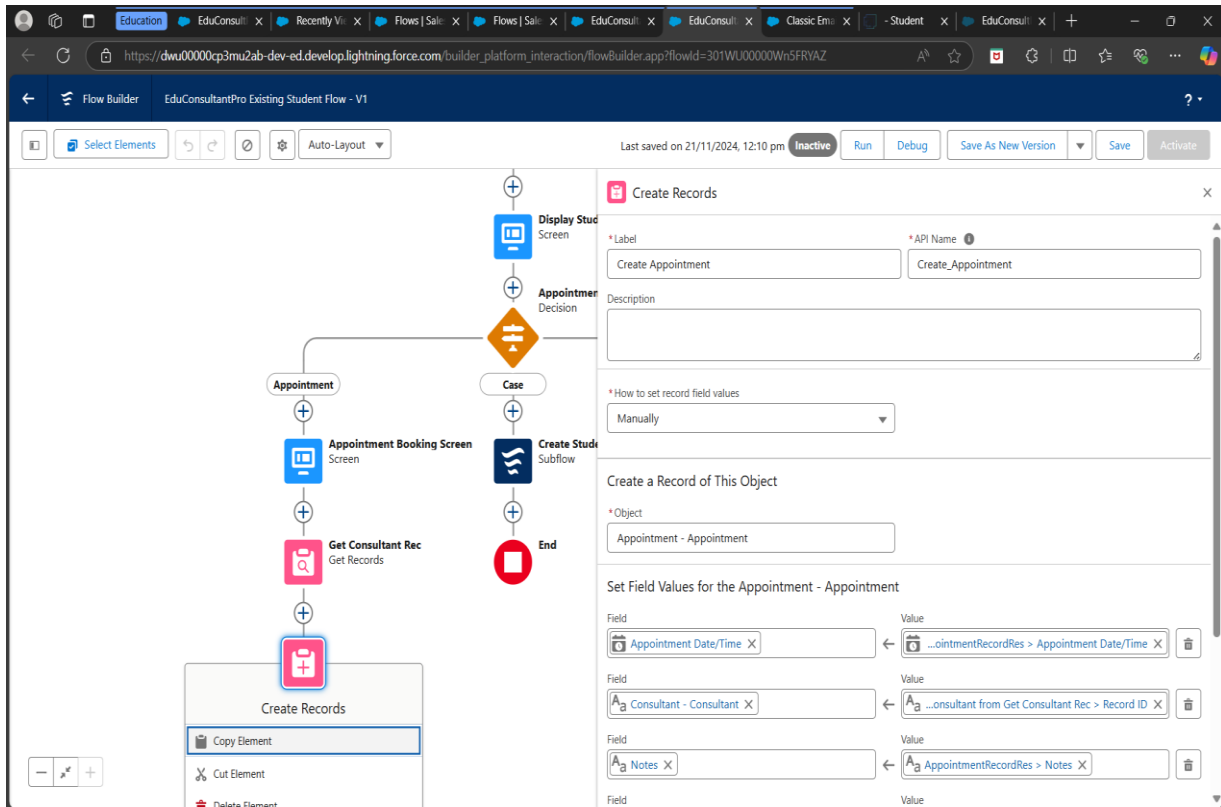 Education
EduConsulti
Recently Vie
Flows | Sale
Flows | Sale
EduConsult
EduConsult
Classic Ema
- Student
EduConsulti
https://dwu00000cp3mu2ab-dev-ed.develop.lightning.force.com/builder_platform_interaction/flowBuilder.app?flowId=301WU00000Wn5FRYAZ
Flow Builder
EduConsultantPro Existing Student Flow - V1
?
Select Elements
Auto-Layout
Last saved on 21/11/2024, 12:10 pm
Inactive
Run
Debug
Save As New Version
Save
Activate
Display Stud
Screen
Appointmen
Decision
Appointment
Case
Appointment Booking Screen
Screen
Create Stude
Subflow
Get Consultant Rec
Get Records
End
Create Records
Copy Element
Cut Element
Delete Element
Create Records
*Label
*API Name
Create Appointment
Create_Appointment
Description
*How to set record field values
Manually
Create a Record of This Object
*Object
Appointment - Appointment
Set Field Values for the Appointment - Appointment
Field
Value
Appointment Date/Time
...ointmentRecordRes > Appointment Date/Time
Field
Value
Aa Consultant - Consultant
Aa ...onsultant from Get Consultant Rec > Record ID
Field
Value
Aa Notes
Aa AppointmentRecordRes > Notes
Field
Value